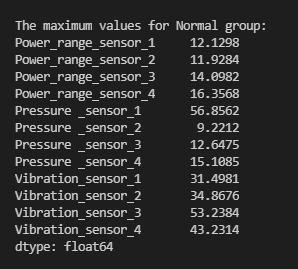 The maximum values for Normal group:
Power_range_sensor_1      12.1298
Power_range_sensor_2      11.9284
Power_range_sensor_3      14.0982
Power_range_sensor_4      16.3568
Pressure _sensor_1        56.8562
Pressure _sensor_2         9.2212
Pressure _sensor_3        12.6475
Pressure _sensor_4        15.1085
Vibration_sensor_1        31.4981
Vibration_sensor_2        34.8676
Vibration_sensor_3        53.2384
Vibration_sensor_4        43.2314
dtype: float64